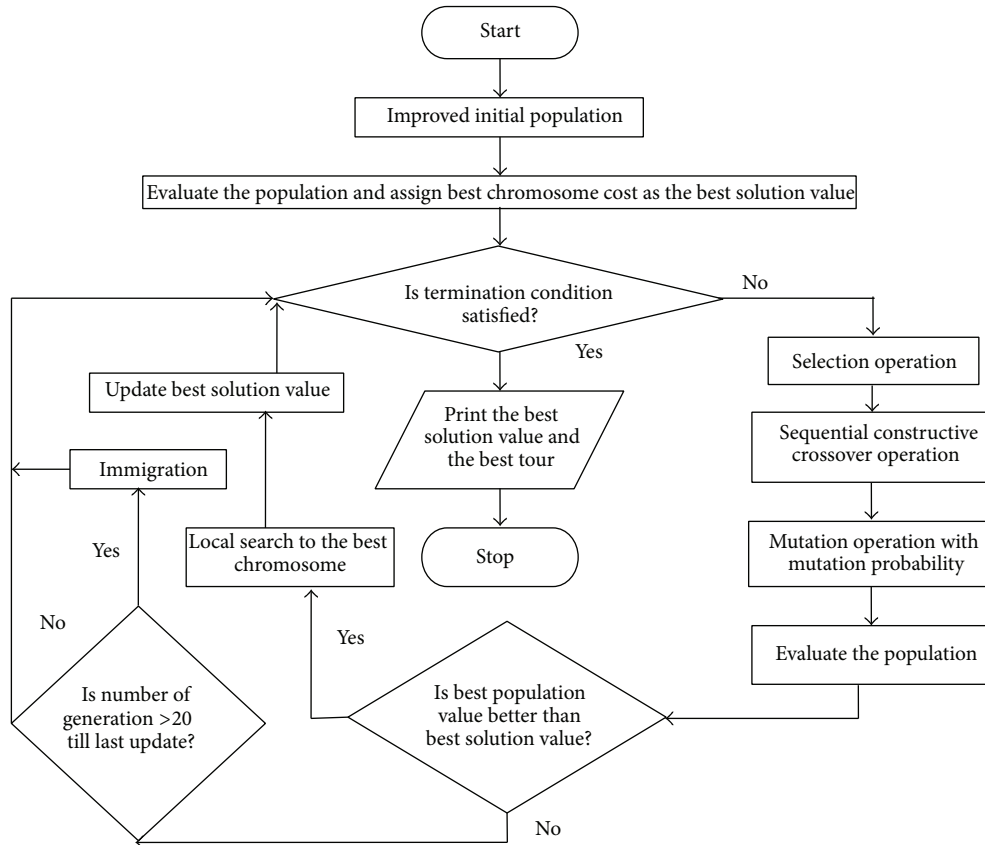 Start
Improved initial population
Evaluate the population and assign best chromosome cost as the best solution value
Is termination condition
satisfied?
No
Yes
Selection operation
Update best solution value
Print the best
solution value and
the best tour
Sequential constructive
crossover operation
Immigration
Yes
Local search to the best
chromosome
Stop
Mutation operation with
mutation probability
No
Yes
Evaluate the population
Is number of
generation >20
till last update?
Is best population
value better than
best solution value?
No